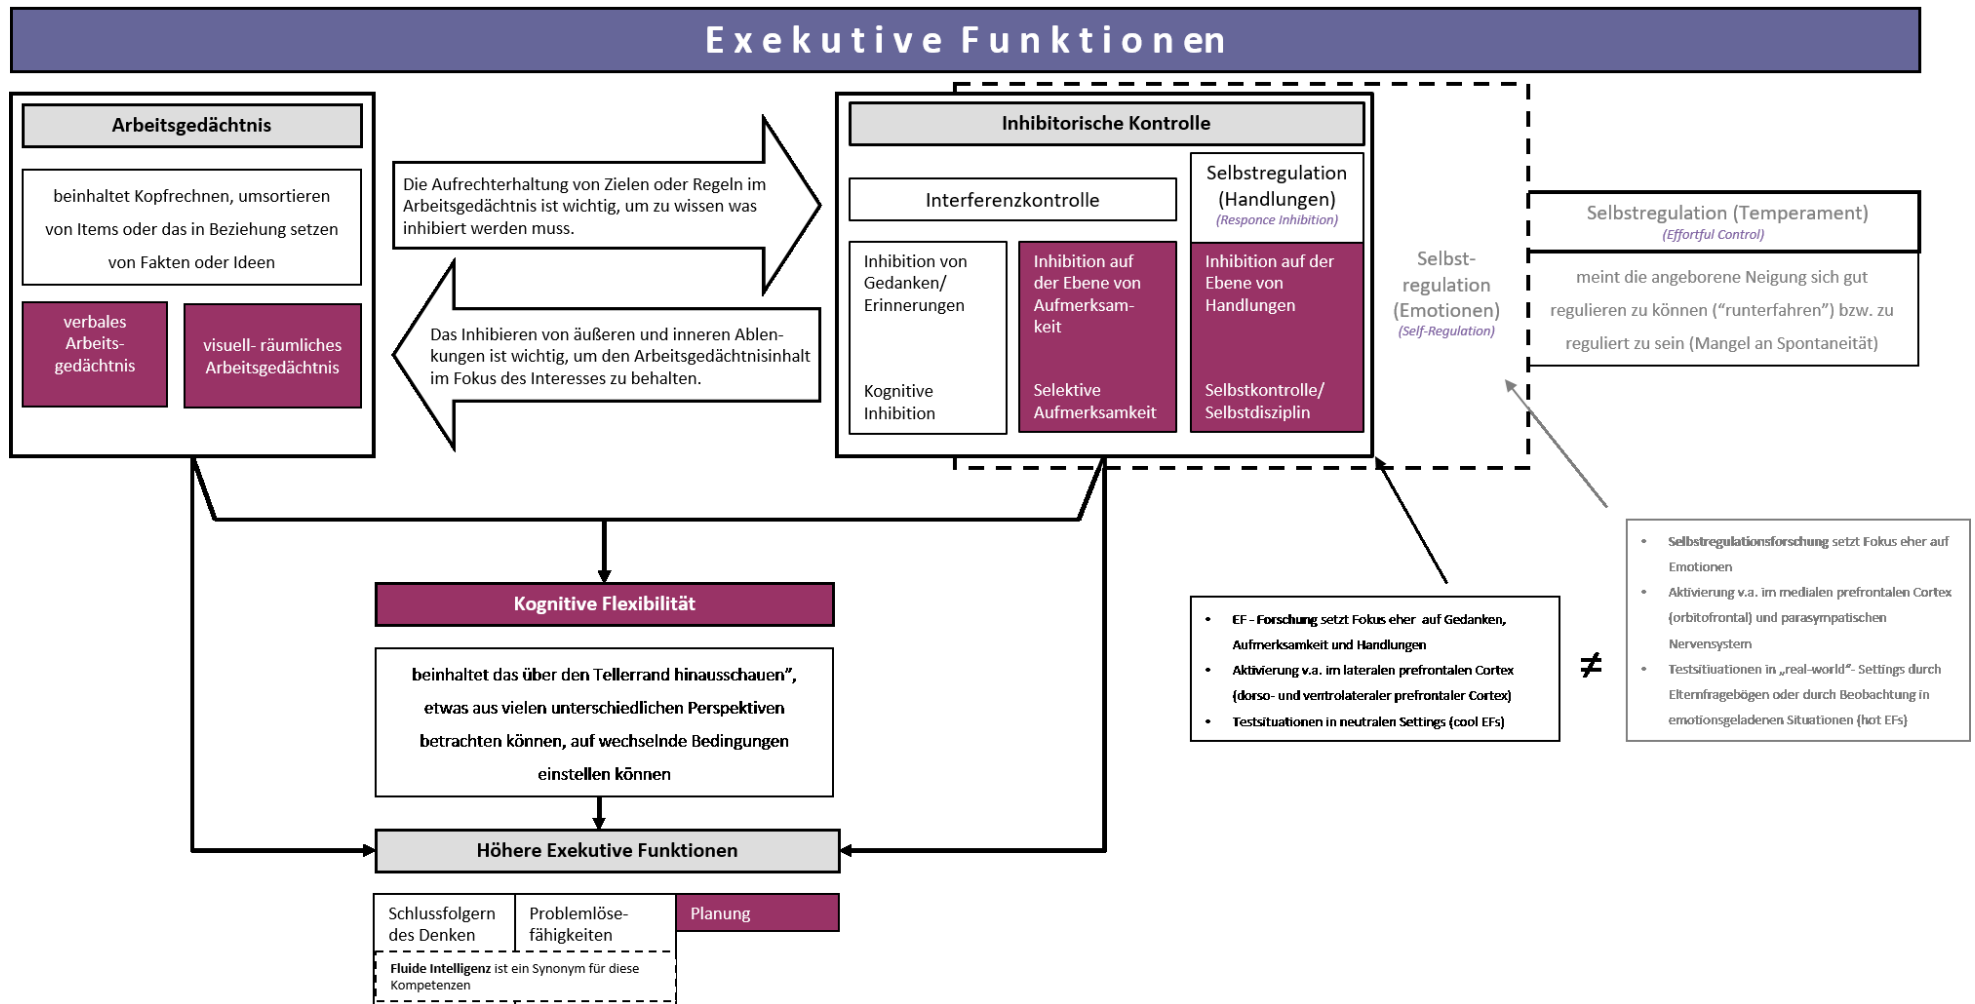 Exekutive Funktionen
Arbeitsgedächtnis
beinhaltet Kopfrechnen, umsortieren
von Items oder das in Beziehung setzen
von Fakten oder Ideen
verbales
Arbeits-
gedächtnis
visuell- räumliches
Arbeitsgedächtnis
Die Aufrechterhaltung von Zielen oder Regeln im
Arbeitsgedächtnis ist wichtig, um zu wissen was
inhibiert werden muss.
Das Inhibieren von äußeren und inneren Ablen-
kungen ist wichtig, um den Arbeitsgedächtnisinhalt
im Fokus des Interesses zu behalten.
Inhibitorische Kontrolle
Interferenzkontrolle
Selbstregulation
(Handlungen)
(Responce Inhibition)
Inhibition von
Gedanken/
Erinnerungen
Kognitive
Inhibition
Inhibition auf
der Ebene von
Aufmerksam-
keit
Selektive
Aufmerksamkeit
Inhibition auf der
Ebene von
Handlungen
Selbstkontrolle/
Selbstdisziplin
Selbst-
regulation
(Emotionen)
(Self-Regulation)
Selbstregulation (Temperament)
(Effortful Control)
meint die angeborene Neigung sich gut
regulieren zu können (“runterfahren”) bzw. zu
reguliert zu sein (Mangel an Spontaneität)
Kognitive Flexibilität
beinhaltet das über den Tellerrand hinausschauen”,
etwas aus vielen unterschiedlichen Perspektiven
betrachten können, auf wechselnde Bedingungen
einstellen können
• EF - Forschung setzt Fokus eher auf Gedanken,
Aufmerksamkeit und Handlungen
• Aktivierung v.a. im lateralen prefrontalen Cortex
(dorso- und ventrolateraler prefrontaler Cortex)
• Testsituationen in neutralen Settings (cool EFs)
≠
• Selbstregulationsforschung setzt Fokus eher auf
Emotionen
• Aktivierung v.a. im medialen prefrontalen Cortex
(orbitofrontal) und parasympatischen
Nervensystem
• Testsitiuationen in „real-world“- Settings durch
Elternfragebögen oder durch Beobachtung in
emotionsgeladenen Situationen (hot EFs)
Höhere Exekutive Funktionen
Schlussfolgern
des Denken
Problemlöse-
fähigkeiten
Planung
Fluide Intelligenz ist ein Synonym für diese
Kompetenzen